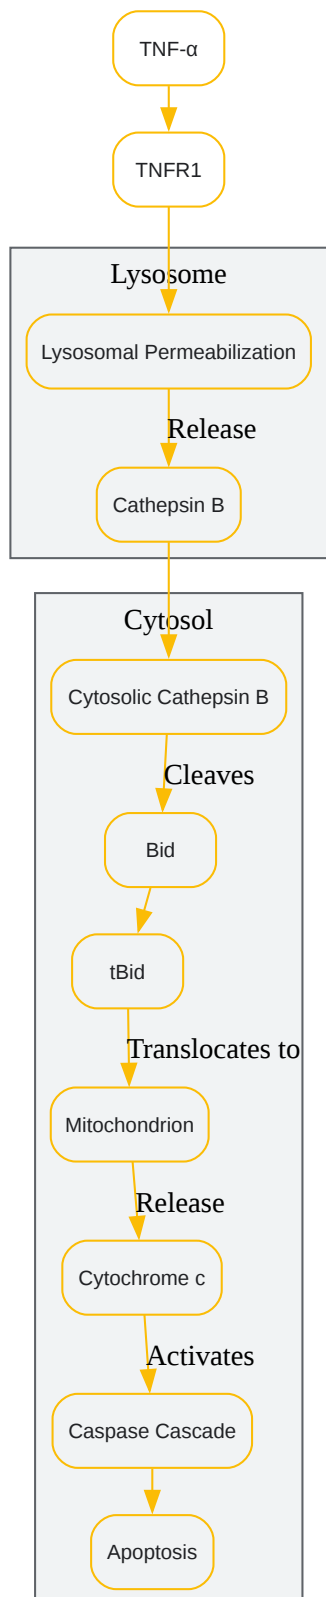 TNF-α
TNFR1
Lysosome
Lysosomal Permeabilization
Release
Cathepsin B
Cytosol
Cytosolic Cathepsin B
Cleaves
Bid
tBid
Translocates to
Mitochondrion
Release
Cytochrome c
Activates
Caspase Cascade
Apoptosis